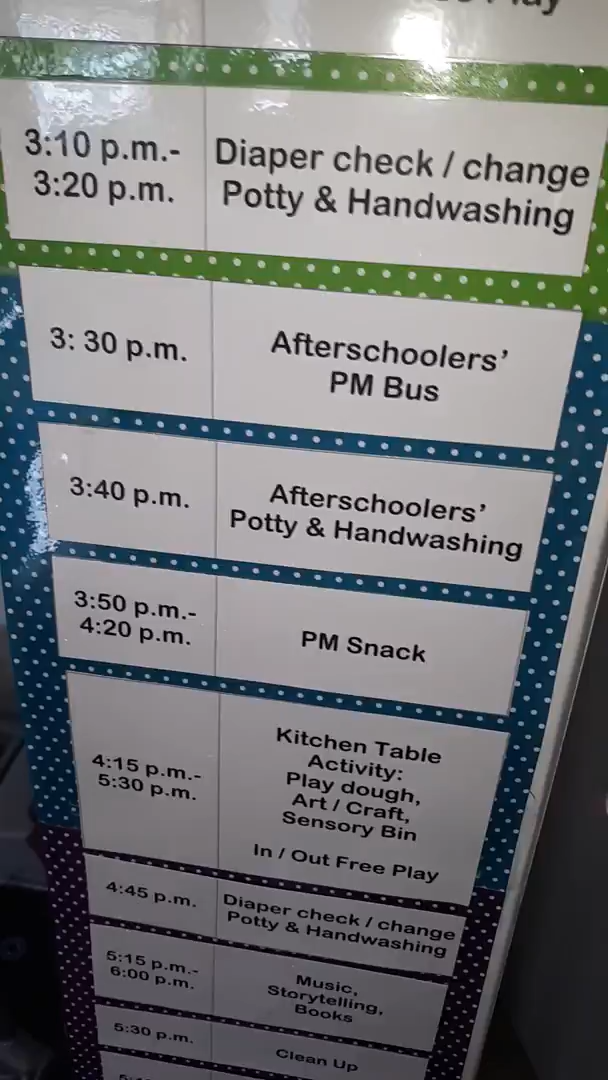 Play
3:10 p.m.-
3:20 p.m.
Diaper check / change
Potty & Handwashing
3: 30 p.m.
Afterschoolers’
PM Bus
3:40 p.m.
Afterschoolers’
Potty & Handwashing
3:50 p.m.-
4:20 p.m.
PM Snack
4:15 p.m.-
5:30 p.m.
Kitchen Table
Activity:
Play dough,
Art / Craft,
Sensory Bin
In / Out Free Play
4:45 p.m.
Diaper check / change
Potty & Handwashing
5:15 p.m.-
6:00 p.m.
Music,
Storytelling,
Books
5:30 p.m.
Clean Up